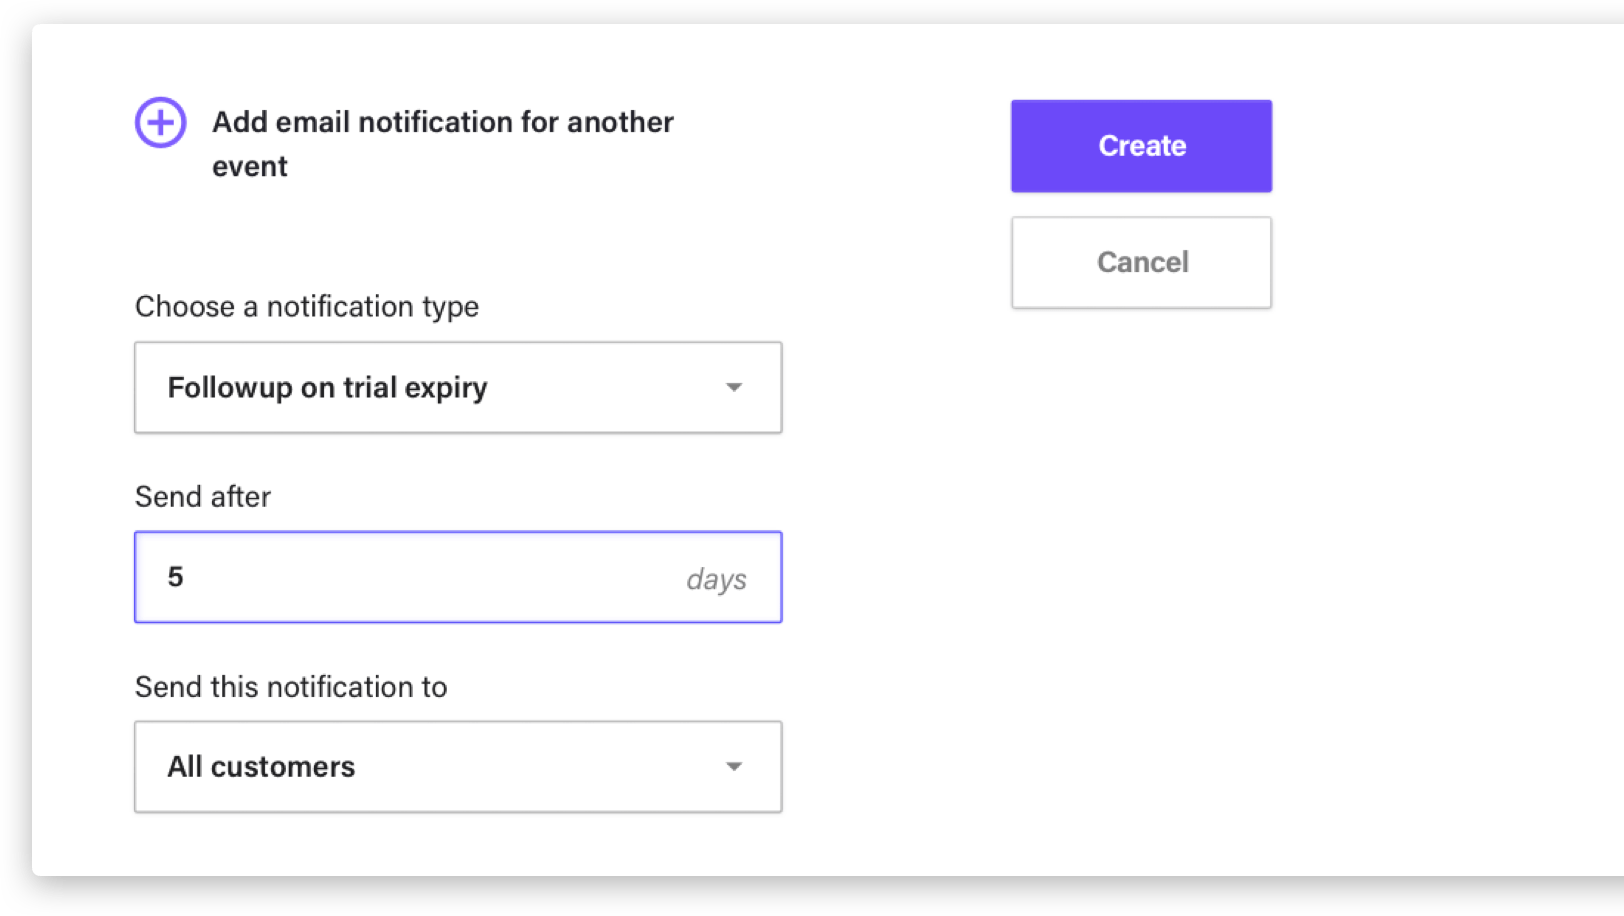 Add email notification for another
event
Create
Cancel
Choose a notification type
Followup on trial expiry
Send after
5 days
Send this notification to
All customers